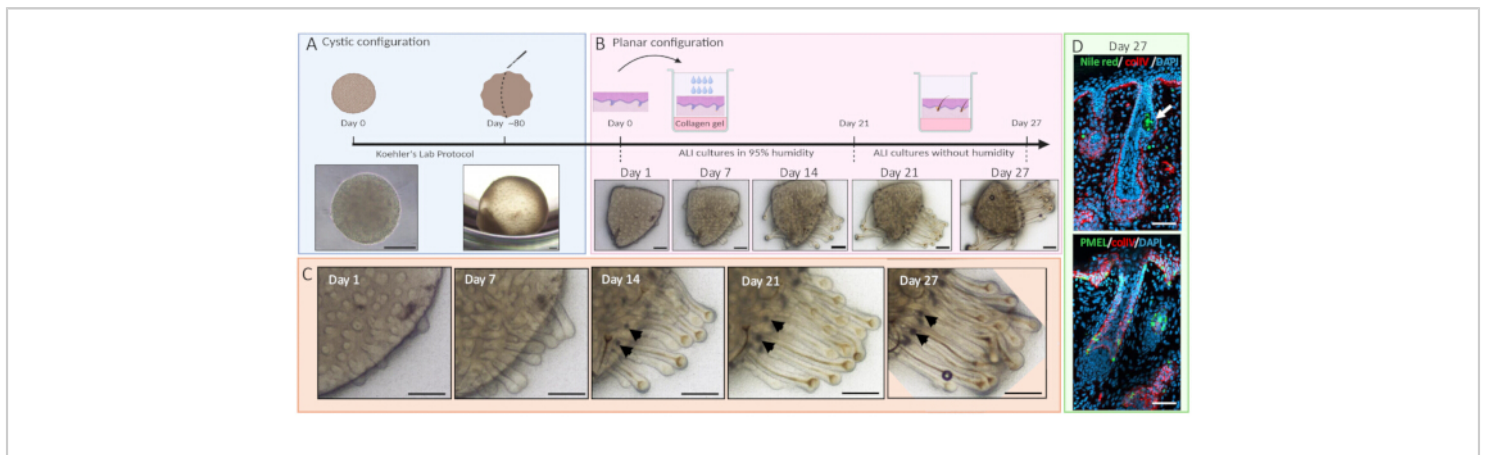 A Cystic configuration
Day 0
Day ~80
Koehler's Lab Protocol
B Planar configuration
Day 0
Collagen gel
Day 21
Day 27
ALI cultures in 95% humidity
ALI cultures without humidity
Day 1
Day 7
Day 14
Day 21
Day 27
C
Day 1
Day 7
Day 14
Day 21
Day 27
D Day 27
Nile red/ colIV /DAPI
PMEL/colIV/DAPI